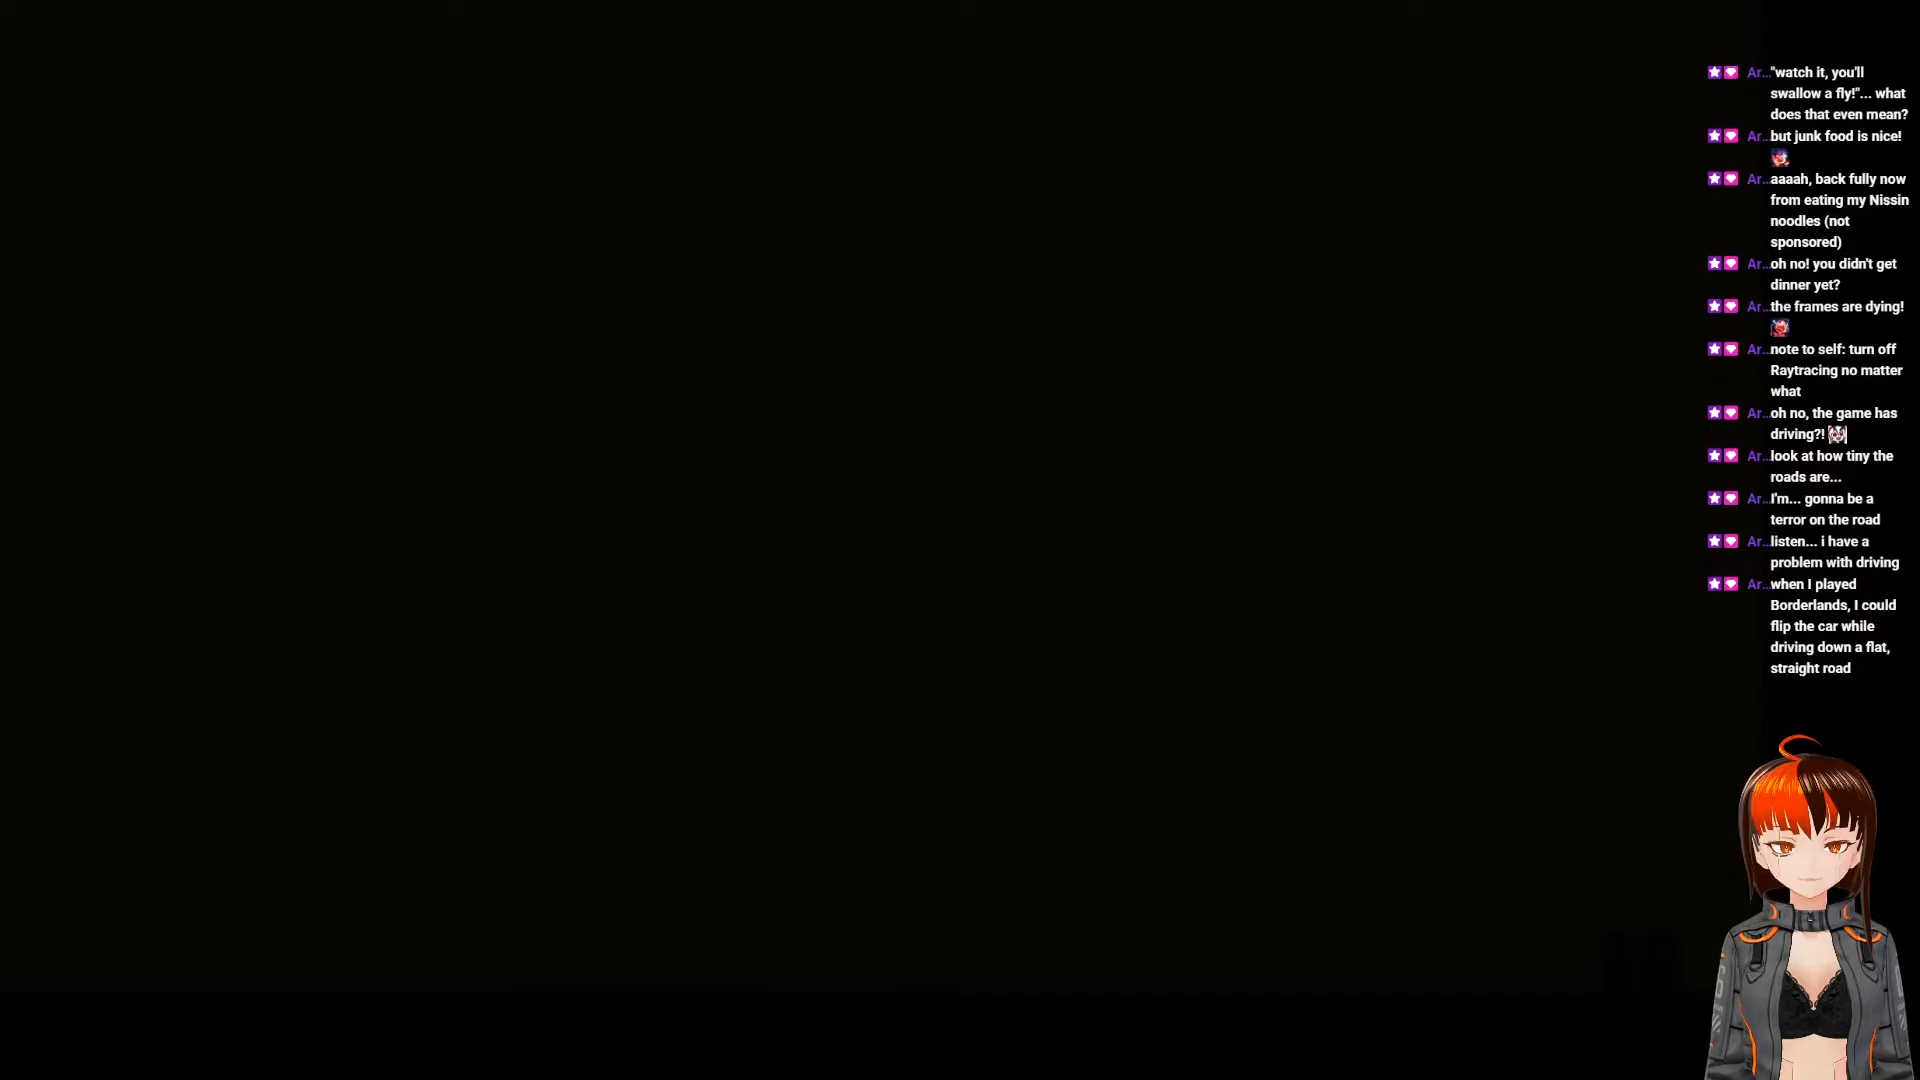 Ar... "watch it, you'll
swallow a fly!"... what
does that even mean?
Ar... but junk food is nice!
Ar... aaaah, back fully now
from eating my Nissin
noodles (not
sponsored)
Ar... oh no! you didn't get
dinner yet?
Ar... the frames are dying!
Ar... note to self: turn off
Raytracing no matter
what
Ar... oh no, the game has
driving?!
Ar... look at how tiny the
roads are...
Ar... I'm... gonna be a
terror on the road
Ar... listen... i have a
problem with driving
Ar... when I played
Borderlands, I could
flip the car while
driving down a flat,
straight road